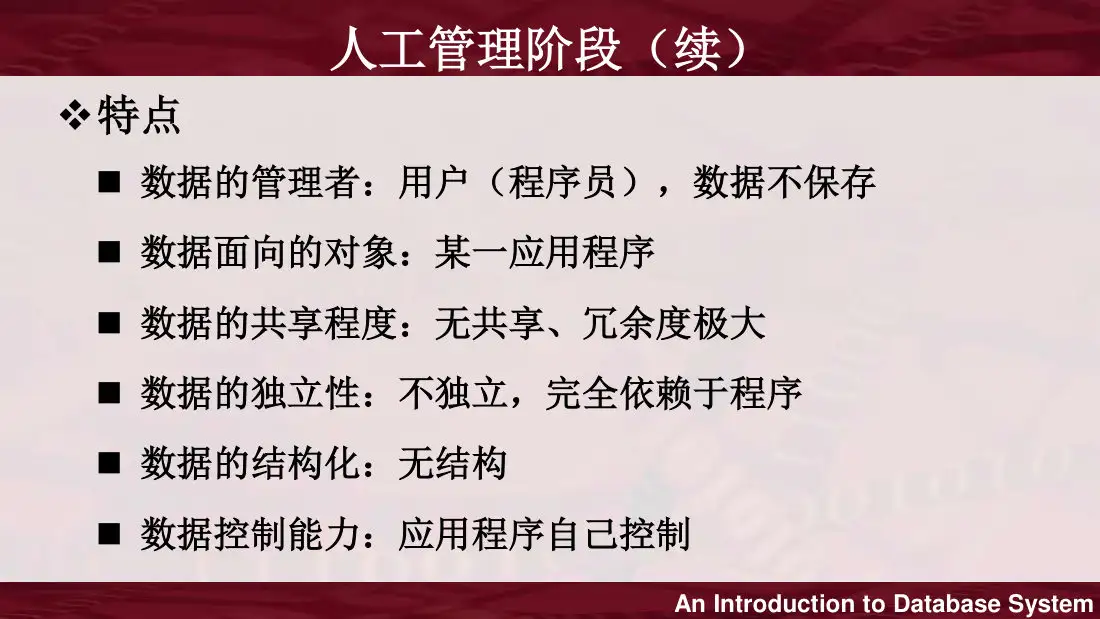 人工管理阶段（续）
❖特点
■ 数据的管理者：用户（程序员），数据不保存
■ 数据面向的对象：某一应用程序
■ 数据的共享程度：无共享、冗余度极大
■ 数据的独立性：不独立，完全依赖于程序
■ 数据的结构化：无结构
■ 数据控制能力：应用程序自己控制
An Introduction to Database System